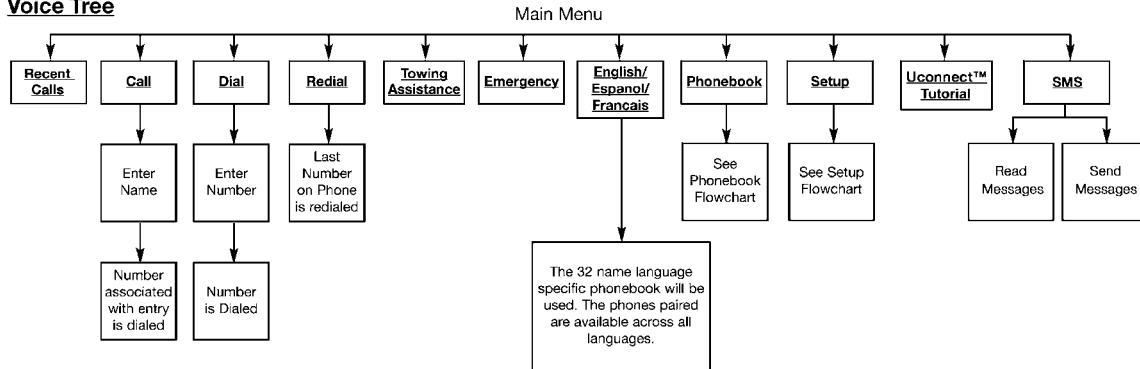 Voice Tree
Main Menu
Recent
Calls
Call
Dial
Redial
Towing
Assistance
Emergency
English/
Espanol/
Francais
Phonebook
Setup
Uconnect™
Tutorial
SMS
Enter
Name
Enter
Number
Last
Number
on Phone
is redialed
See
Phonebook
Flowchart
See Setup
Flowchart
Read
Messages
Send
Messages
Number
associated
with entry
is dialed
Number
is Dialed
The 32 name language
specific phonebook will be
used. The phones paired
are available across all
languages.